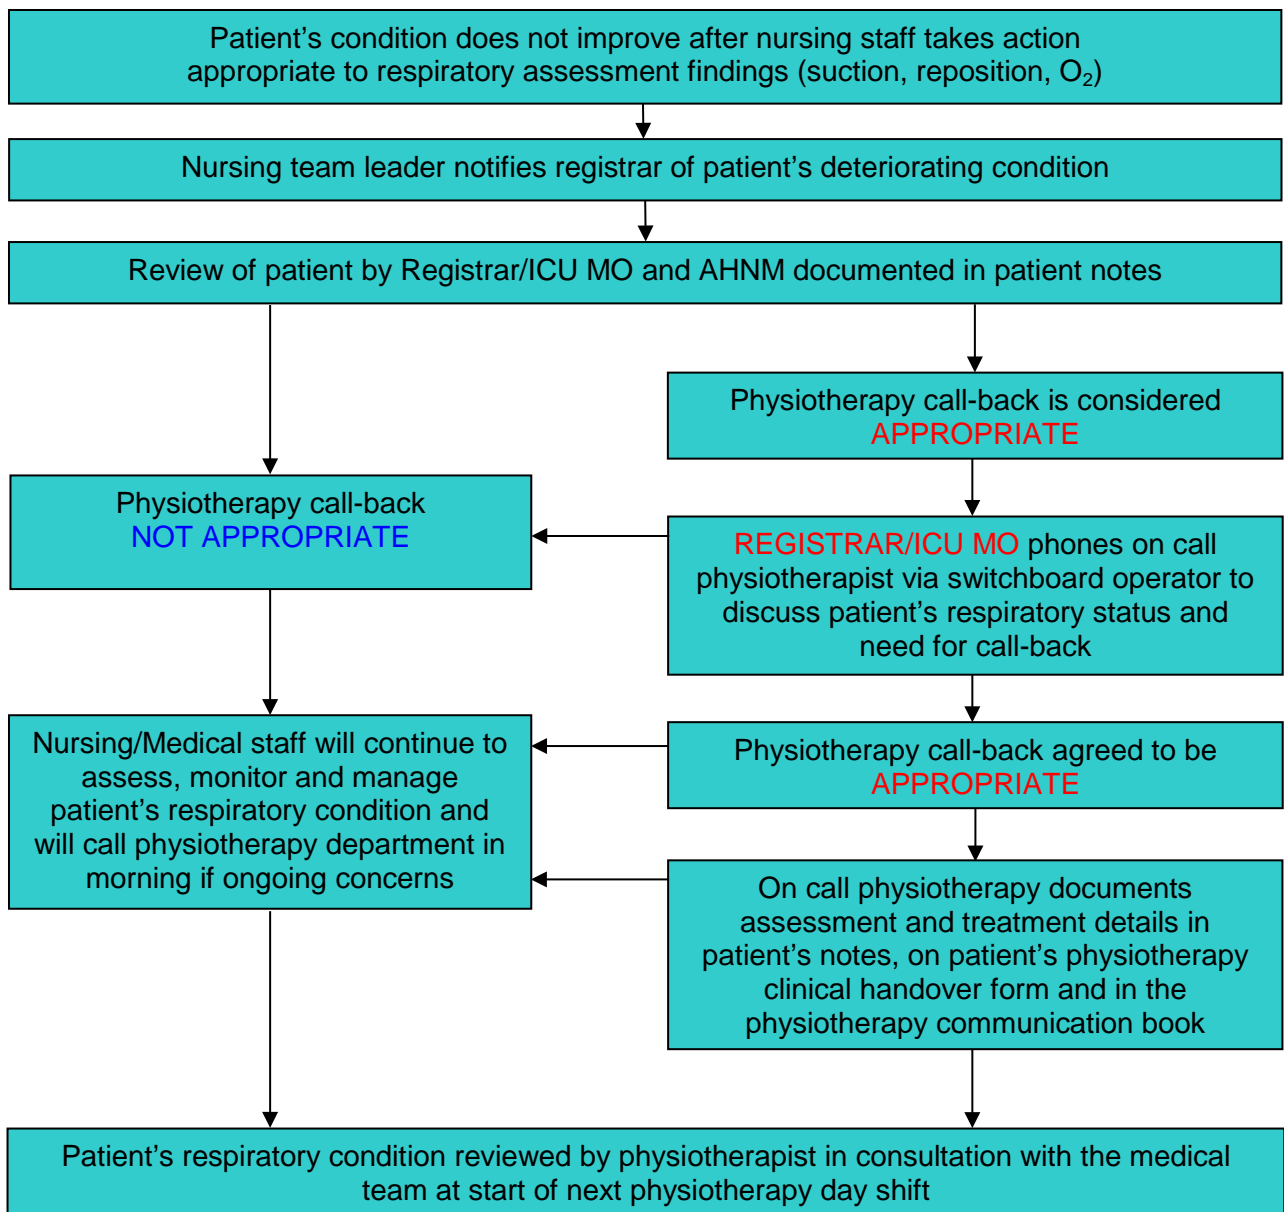 Patient’s condition does not improve after nursing staff takes action
appropriate to respiratory assessment findings (suction, reposition, O₂)
Nursing team leader notifies registrar of patient’s deteriorating condition
Review of patient by Registrar/ICU MO and AHNM documented in patient notes
Physiotherapy call-back is considered
APPROPRIATE
Physiotherapy call-back
NOT APPROPRIATE
REGISTRAR/ICU MO phones on call
physiotherapist via switchboard operator to
discuss patient’s respiratory status and
need for call-back
Nursing/Medical staff will continue to
assess, monitor and manage
patient’s respiratory condition and
will call physiotherapy department in
morning if ongoing concerns
Physiotherapy call-back agreed to be
APPROPRIATE
On call physiotherapy documents
assessment and treatment details in
patient’s notes, on patient’s physiotherapy
clinical handover form and in the
physiotherapy communication book
Patient’s respiratory condition reviewed by physiotherapist in consultation with the medical
team at start of next physiotherapy day shift